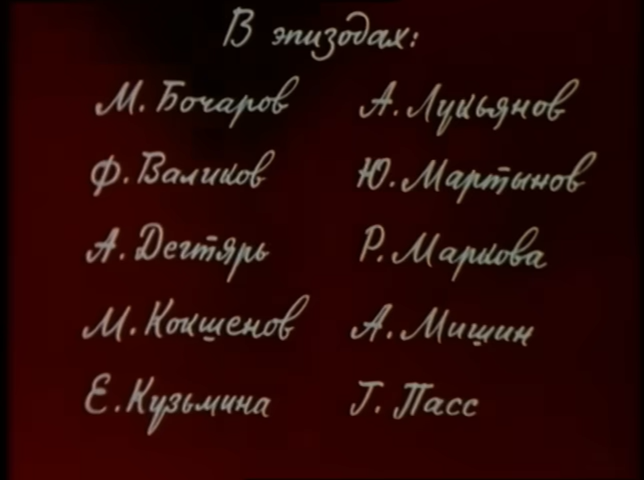 В эпизодах:
М. Бочаров
Ф. Валиков
А. Дегтярь
М. Кокшенов
Е. Кузьмина
А. Лукьянов
Ю. Мартынов
Р. Маркова
А. Мишин
Г. Пасс